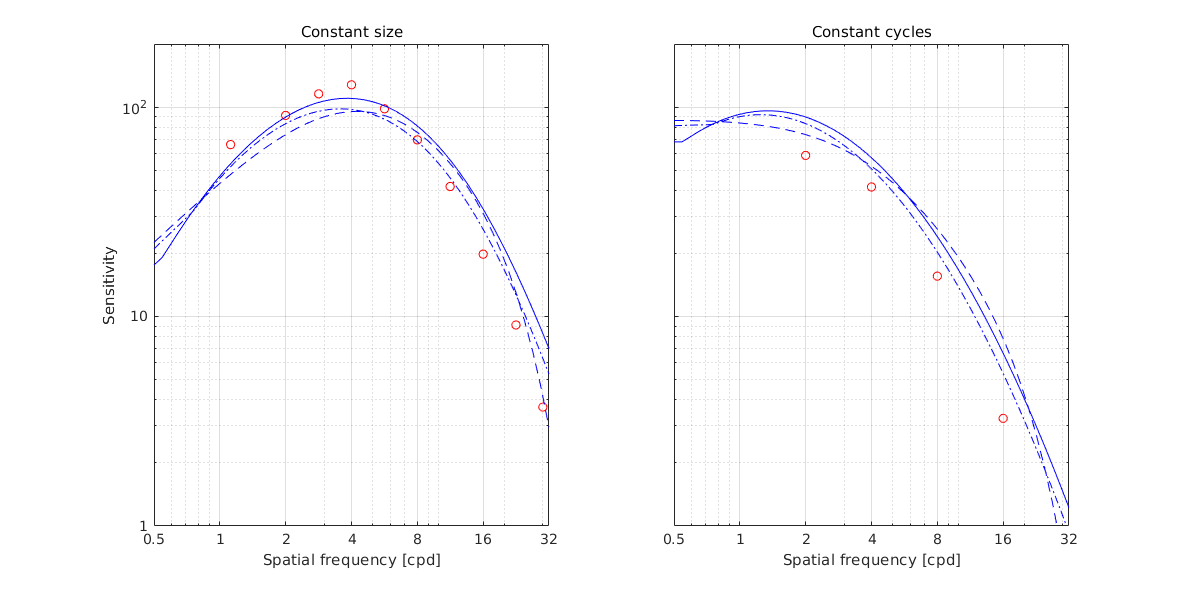 Constant size
10²
10
1
Sensitivity
0.5 1 2 4 8 16 32
Spatial frequency [cpd]
Constant cycles
0.5 1 2 4 8 16 32
Spatial frequency [cpd]